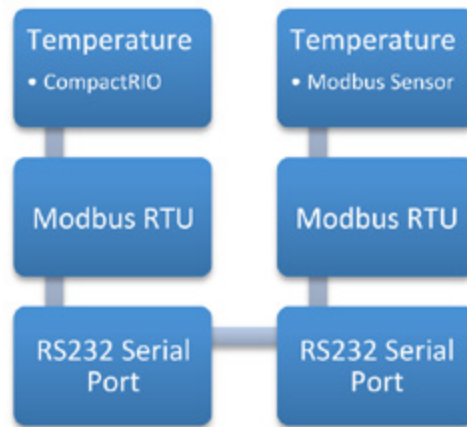 Temperature
• CompactRIO
Modbus RTU
RS232 Serial
Port
Temperature
• Modbus Sensor
Modbus RTU
RS232 Serial
Port